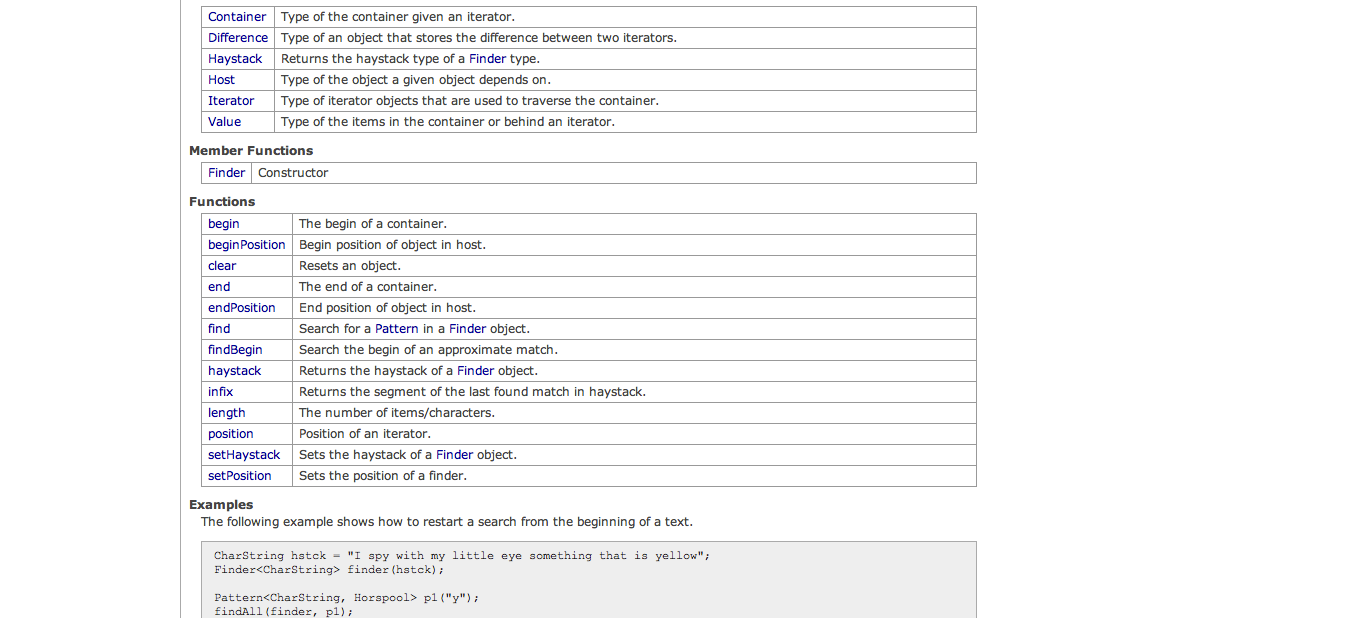 Container Type of the container given an iterator.
Difference Type of an object that stores the difference between two iterators.
Haystack Returns the haystack type of a Finder type.
Host Type of the object a given object depends on.
Iterator Type of iterator objects that are used to traverse the container.
Value Type of the items in the container or behind an iterator.
Member Functions
Finder Constructor
Functions
begin The begin of a container.
beginPosition Begin position of object in host.
clear Resets an object.
end The end of a container.
endPosition End position of object in host.
find Search for a Pattern in a Finder object.
findBegin Search the begin of an approximate match.
haystack Returns the haystack of a Finder object.
infix Returns the segment of the last found match in haystack.
length The number of items/characters.
position Position of an iterator.
setHaystack Sets the haystack of a Finder object.
setPosition Sets the position of a finder.
Examples
The following example shows how to restart a search from the beginning of a text.
CharString hstck = "I spy with my little eye something that is yellow";
Finder<CharString> finder(hstck);
Pattern<CharString, Horspool> p1("y");
findAll(finder, p1);